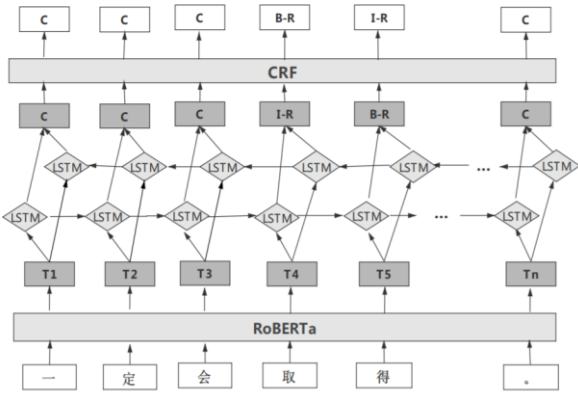 C C C B-R I-R C
CRF
C C C I-R B-R C
LSTM LSTM LSTM LSTM LSTM ... LSTM
LSTM LSTM LSTM LSTM LSTM ... LSTM
T1 T2 T3 T4 T5 Tn
RoBERTa
一 定 会 取 得 。